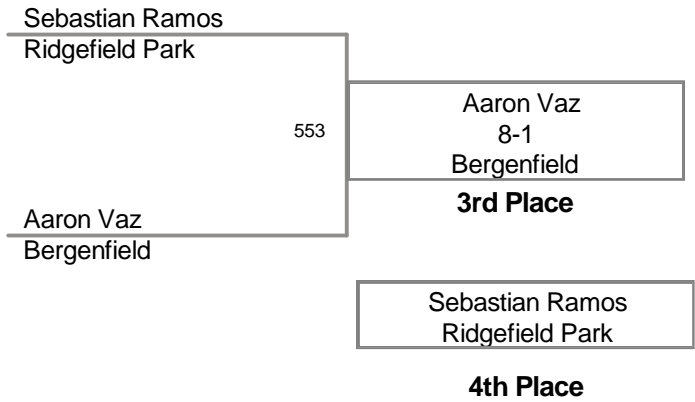 Sebastian Ramos
Ridgefield Park
553
Aaron Vaz
8-1
Bergenfield
3rd Place
Aaron Vaz
Bergenfield
Sebastian Ramos
Ridgefield Park
4th Place